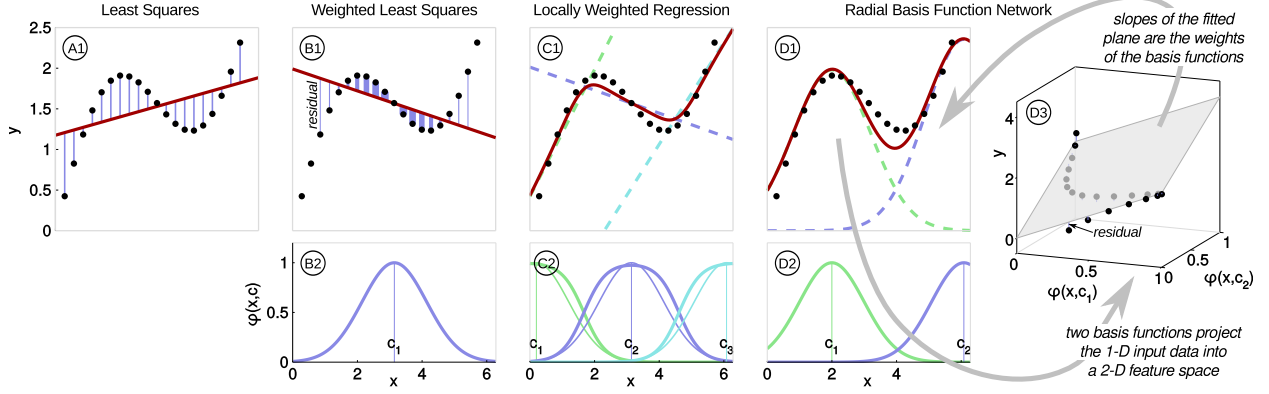 Least Squares
Weighted Least Squares
Locally Weighted Regression
Radial Basis Function Network
slopes of the fitted
plane are the weights
of the basis functions
A1
2.5
2
1.5
1
0.5
0
y
B1
residual
C1
D1
D3
4
2
0
y
residual
0
0.5
1
φ(x,c1)
0
0.5
1
φ(x,c2)
B2
1
0.5
0
φ(x,c)
c1
0
2
4
6
x
C2
c1
c2
c3
0
2
4
6
x
D2
c1
c2
0
2
4
x
two basis functions project
the 1-D input data into
a 2-D feature space